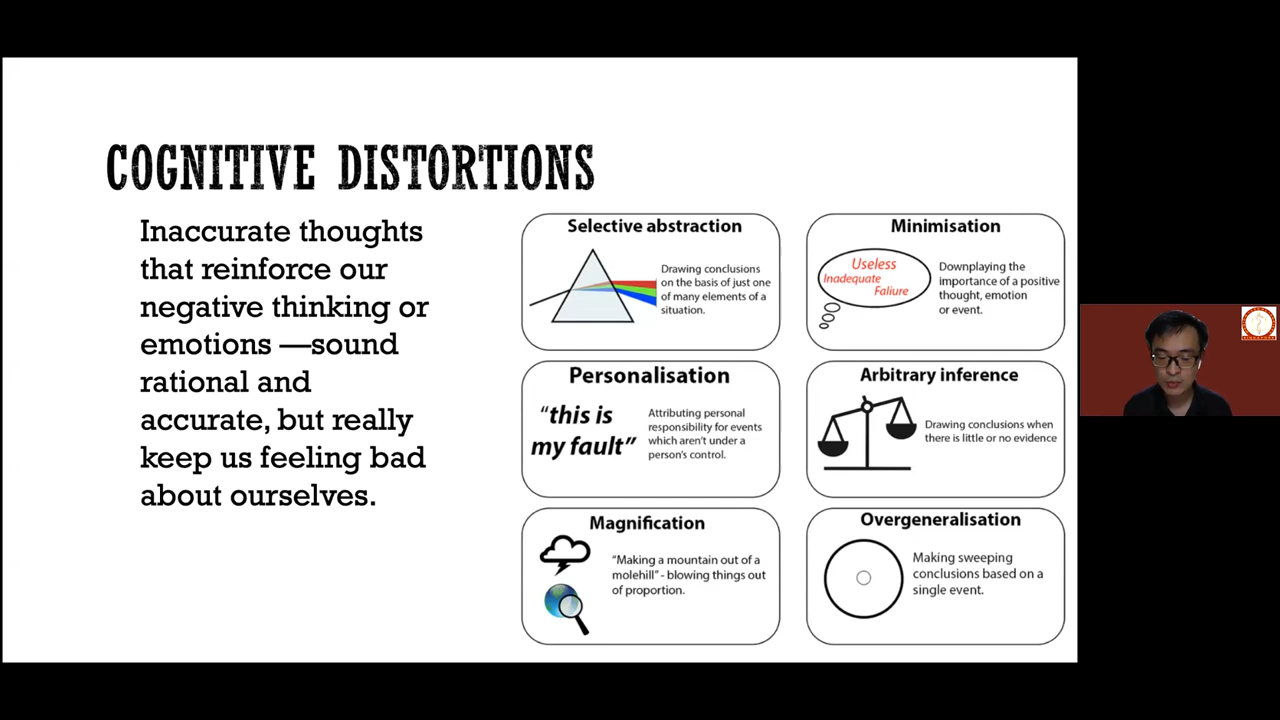 COGNITIVE DISTORTIONS
Inaccurate thoughts
that reinforce our
negative thinking or
emotions —sound
rational and
accurate, but really
keep us feeling bad
about ourselves.
Selective abstraction
Drawing conclusions
on the basis of just one
of many elements of a
situation.
Minimisation
Useless
Inadequate
Faliure
Downplaying the
importance of a positive
thought, emotion
or event.
Personalisation
"this is
my fault"
Attributing personal
responsibility for events
which aren't under a
person's control.
Arbitrary inference
Drawing conclusions when
there is little or no evidence
Magnification
"Making a mountain out of a
molehill" - blowing things out
of proportion.
Overgeneralisation
Making sweeping
conclusions based on a
single event.